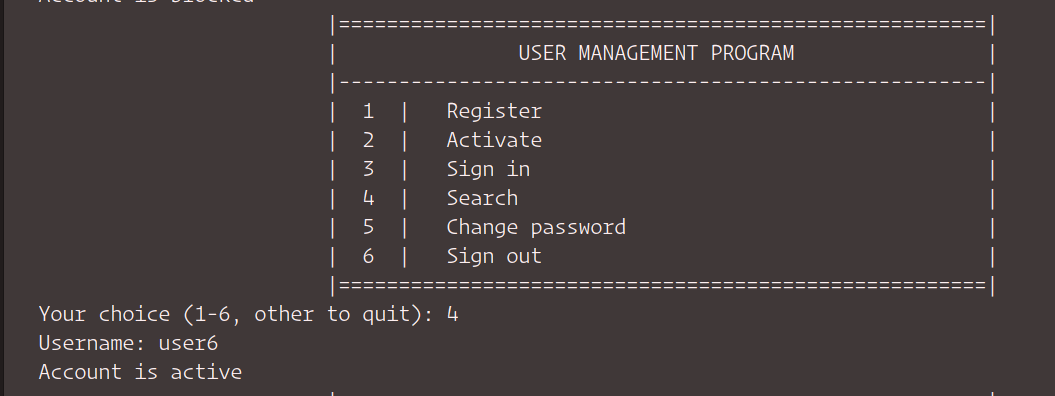 Account is blocked
|======================================================|
| USER MANAGEMENT PROGRAM |
|------------------------------------------------------|
| 1 | Register |
| 2 | Activate |
| 3 | Sign in |
| 4 | Search |
| 5 | Change password |
| 6 | Sign out |
|======================================================|
Your choice (1-6, other to quit): 4
Username: user6
Account is active